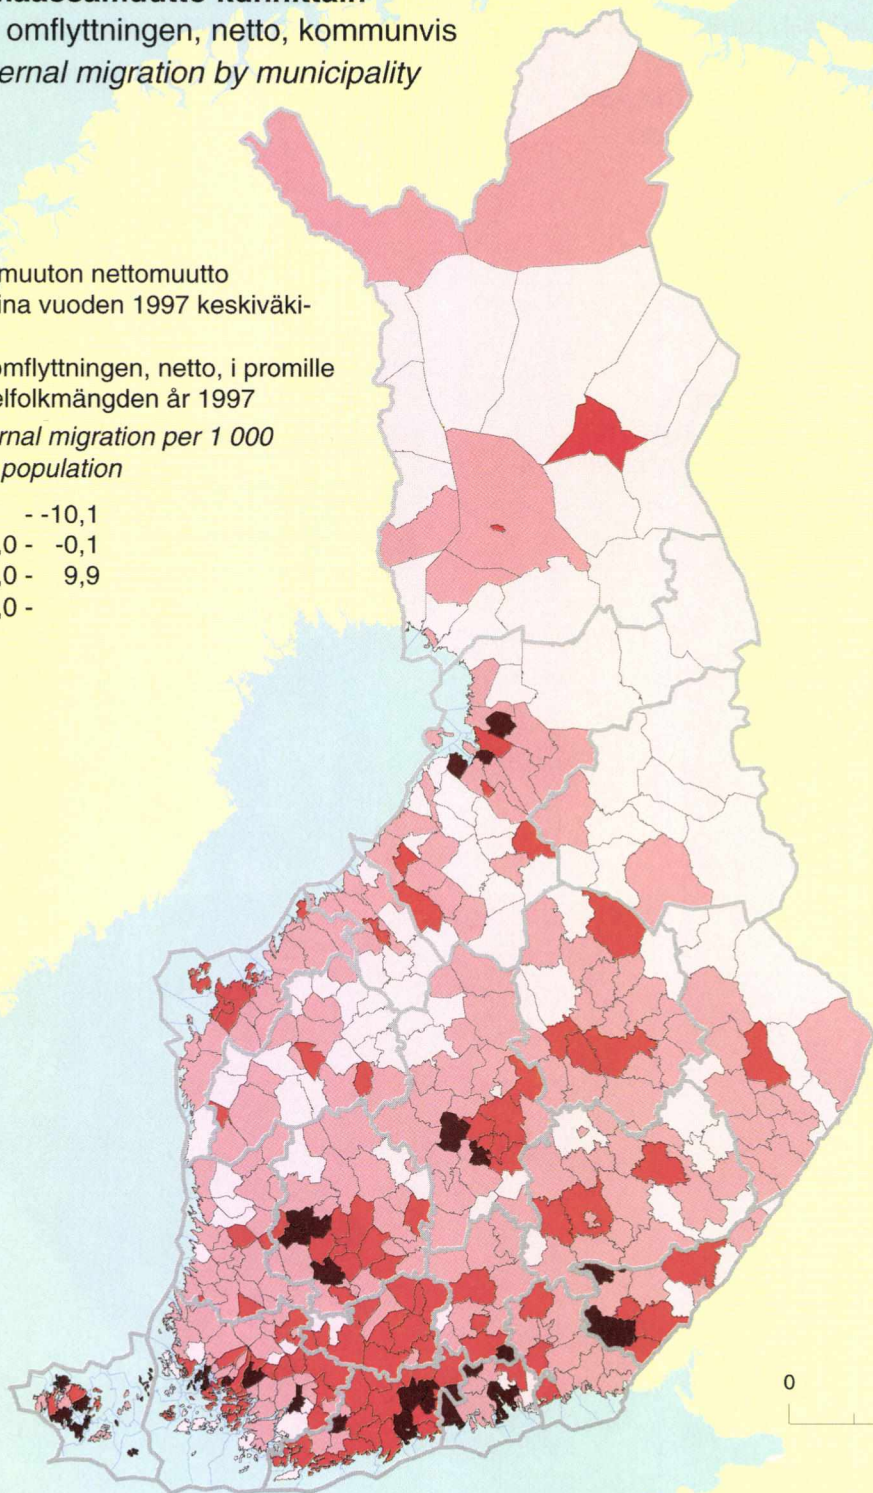 omflyttningen, netto, kommunvis
ernal migration by municipality
muuton nettomuutto
ina vuoden 1997 keskiväki-
omflyttningen, netto, i promille
elfolkmängden år 1997
rnal migration per 1 000
population
- -10,1
,0 - -0,1
,0 - 9,9
,0 -
0